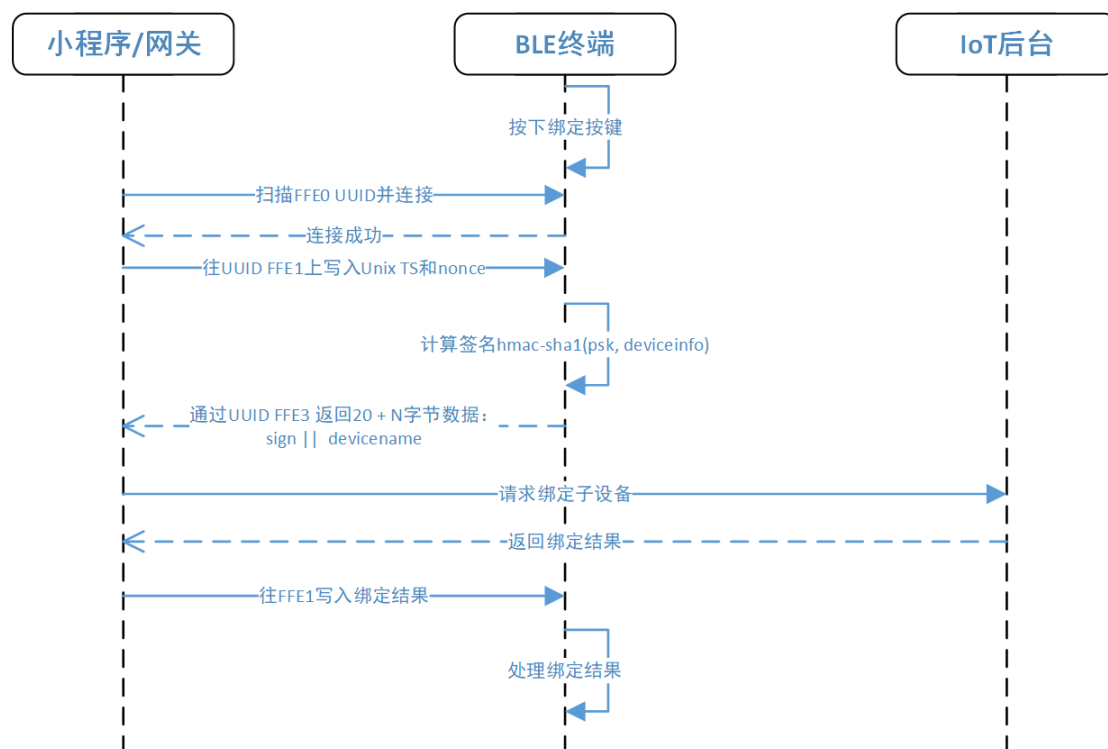 小程序/网关
BLE终端
IoT后台
按下绑定按键
扫描FFE0 UUID并连接
连接成功
往UUID FFE1上写入Unix TS和nonce
计算签名hmac-sha1(psk, deviceinfo)
通过UUID FFE3 返回20 + N字节数据：
sign || devicename
请求绑定子设备
返回绑定结果
往FFE1写入绑定结果
处理绑定结果